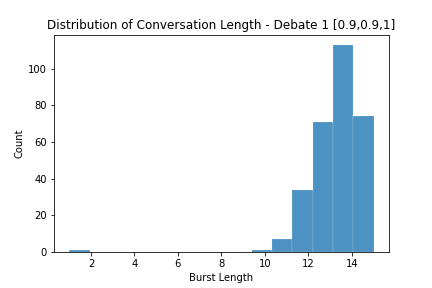 Distribution of Conversation Length - Debate 1 [0.9,0.9,1]
100
80
60
40
20
0
Count
2 4 6 8 10 12 14
Burst Length